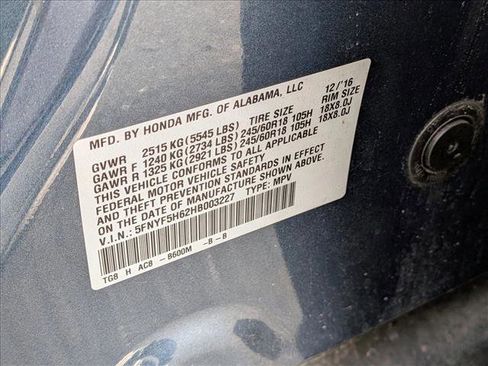 MFD. BY HONDA MFG. OF ALABAMA, LLC 12/'16
GVWR 2515 KG (5545 LBS) TIRE SIZE RIM SIZE
GAWR F 1240 KG (2734 LBS) 245/60R18 105H 18X8.0J
GAWR R 1325 KG (2921 LBS) 245/60R18 105H 18X8.0J
THIS VEHICLE CONFORMS TO ALL APPLICABLE
FEDERAL MOTOR VEHICLE SAFETY
AND THEFT PREVENTION STANDARDS IN EFFECT
ON THE DATE OF MANUFACTURE SHOWN ABOVE.
V.I.N.: 5FNYF5H62HB003227 TYPE: MPV
TG8 H AC8 - B600M -B - B